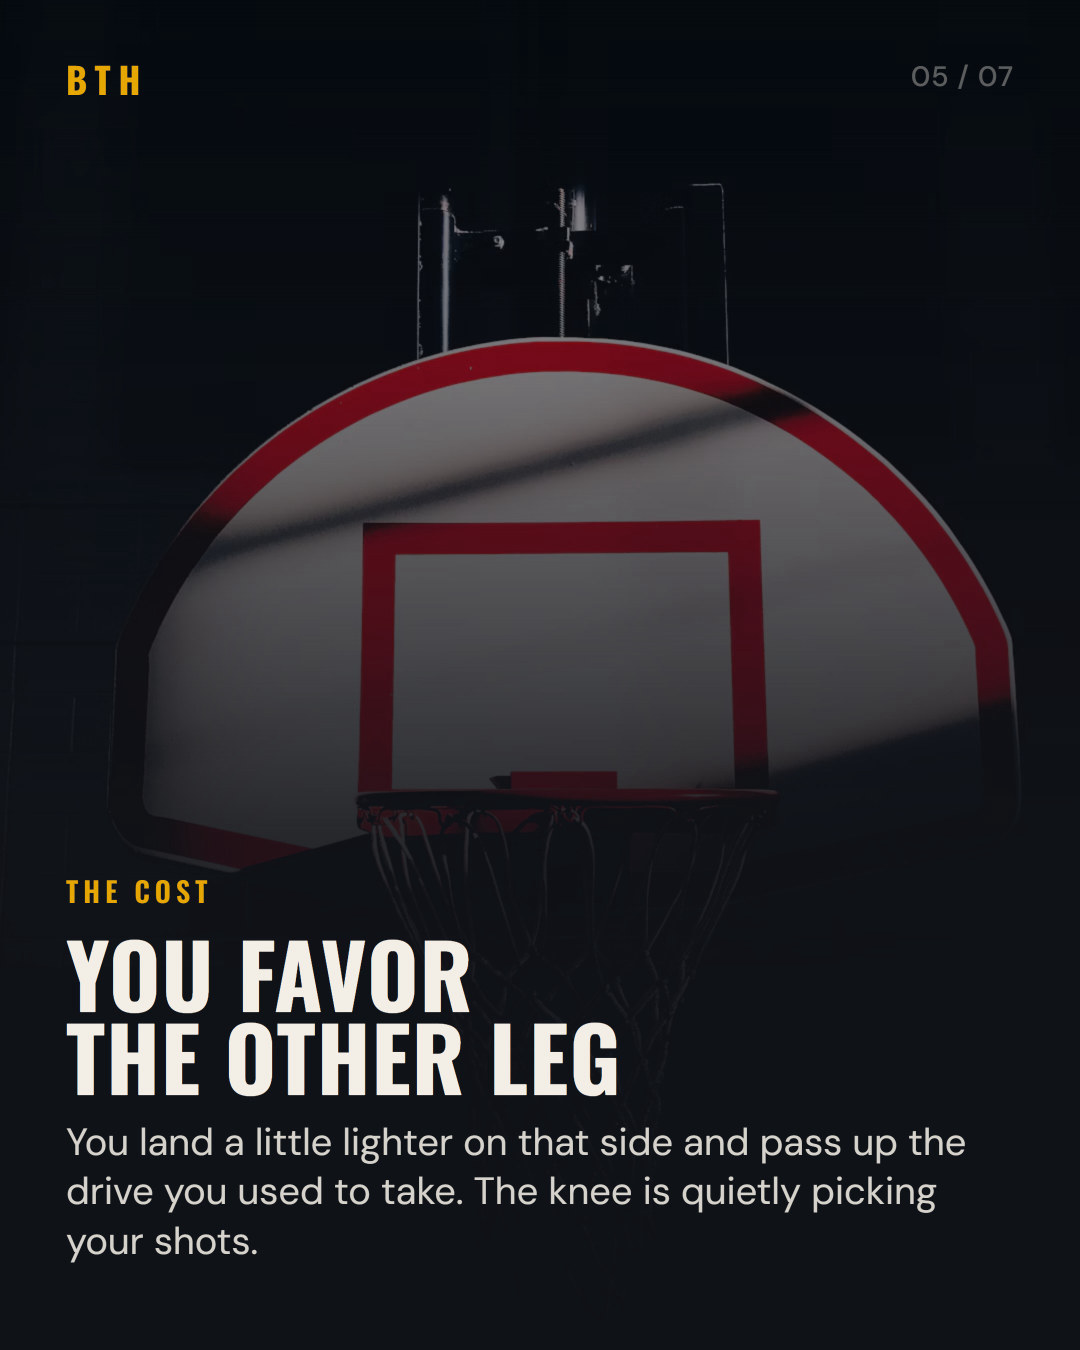 BTH
05 / 07
THE COST
YOU FAVOR
THE OTHER LEG
You land a little lighter on that side and pass up the
drive you used to take. The knee is quietly picking
your shots.